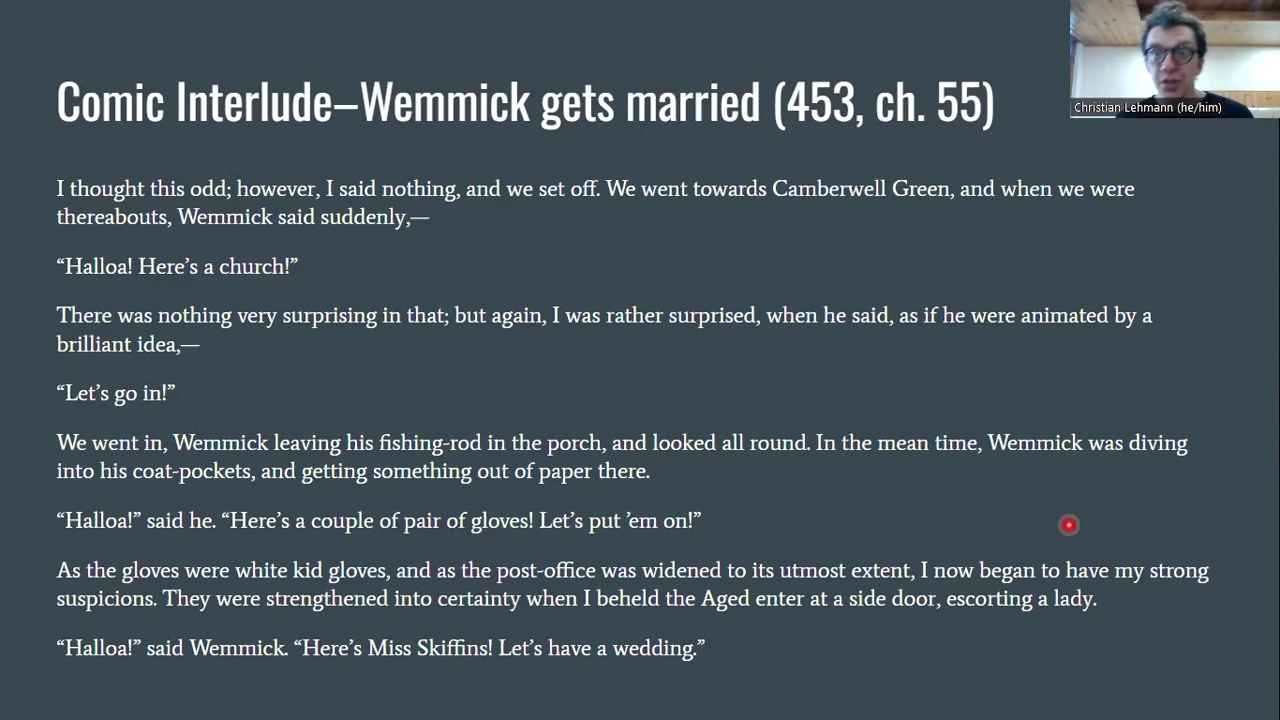 Comic Interlude–Wemmick gets married (453, ch. 55)
Christian Lehmann (he/him)
I thought this odd; however, I said nothing, and we set off. We went towards Camberwell Green, and when we were
thereabouts, Wemmick said suddenly,—
“Halloa! Here’s a church!”
There was nothing very surprising in that; but again, I was rather surprised, when he said, as if he were animated by a
brilliant idea,—
“Let’s go in!”
We went in, Wemmick leaving his fishing-rod in the porch, and looked all round. In the mean time, Wemmick was diving
into his coat-pockets, and getting something out of paper there.
“Halloa!” said he. “Here’s a couple of pair of gloves! Let’s put ’em on!”
As the gloves were white kid gloves, and as the post-office was widened to its utmost extent, I now began to have my strong
suspicions. They were strengthened into certainty when I beheld the Aged enter at a side door, escorting a lady.
“Halloa!” said Wemmick. “Here’s Miss Skiffins! Let’s have a wedding.”